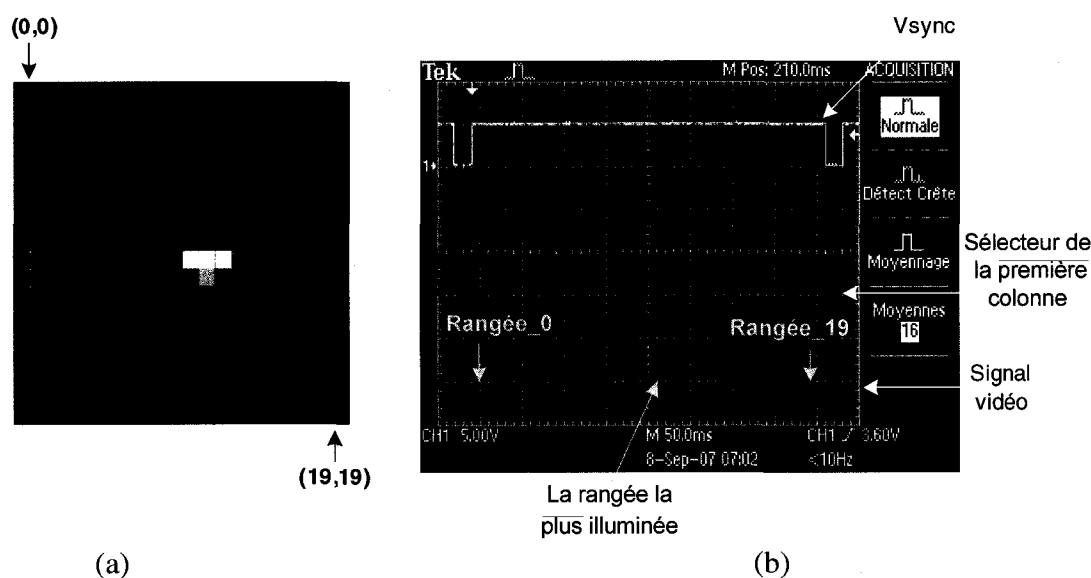 (0,0)
(19,19)
(a)
Vsync
Tek
M Pos: 210.0ms
ACQUISITION
Normale
Détect Crête
Moyennage
Moyennes
16
1
Rangée_0
Rangée_19
CH1 5.00V
M 50.0ms
CH1 / 3.60V
8-Sep-07 07:02
<10Hz
Sélecteur de
la première
colonne
Signal
vidéo
La rangée la
plus illuminée
(b)